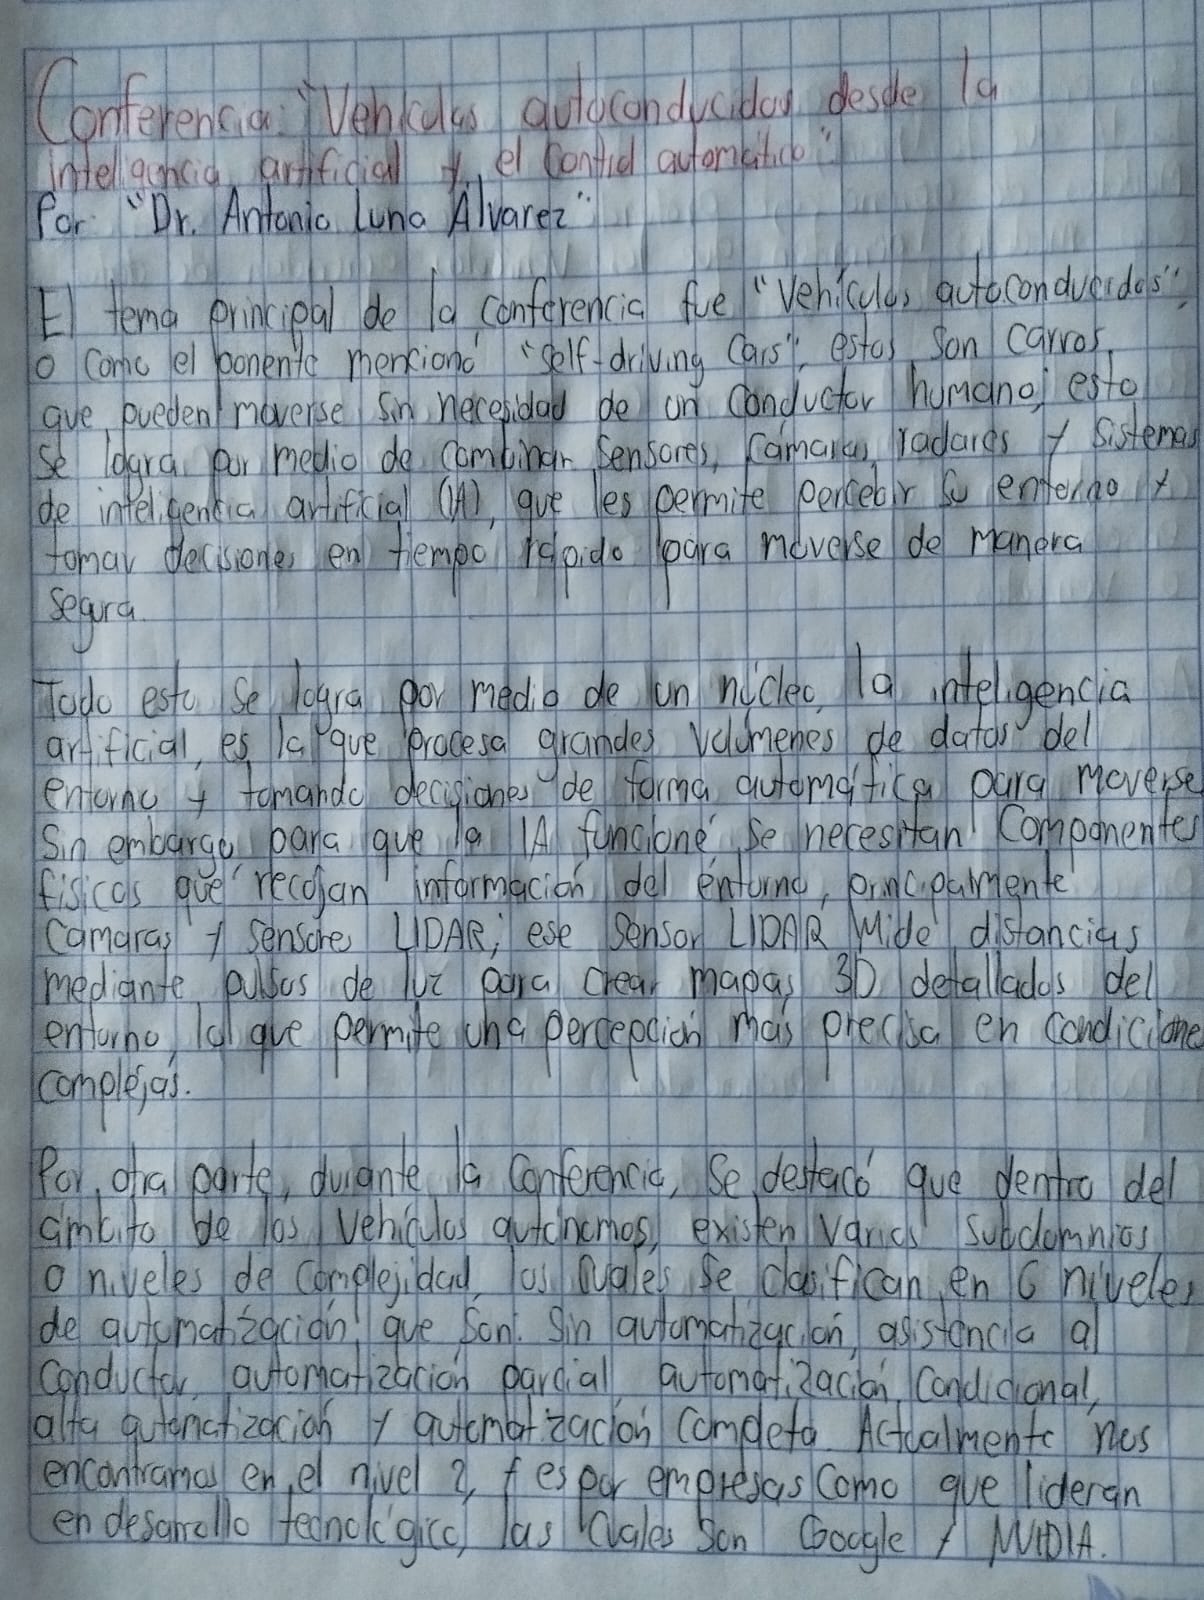 Conferencia: "Vehículos autoconducidos desde la
inteligencia artificial y el control automático"
Por: "Dr. Antonio Luna Álvarez"
El tema principal de la conferencia fue "vehículos autoconducidos",
o como el ponente mencionó "self-driving cars", estos son carros
que pueden moverse sin necesidad de un conductor humano, esto
se logra por medio de combinar sensores, cámaras, radares y sistemas
de inteligencia artificial (IA), que les permite percebir su entorno y
tomar decisiones en tiempo rápido para moverse de manera
segura.
Todo esto se logra por medio de un núcleo, la inteligencia
artificial, es la que procesa grandes volúmenes de datos del
entorno y tomando decisiones de forma automática para moverse
Sin embargo, para que la IA funcione se necesitan componentes
físicos que recojan información del entorno, principalmente
cámaras y sensores LIDAR, ese sensor LIDAR mide distancias
mediante pulsos de luz para crear mapas 3D detallados del
entorno, lo que permite una percepción más precisa en condiciones
complejas.
Por otra parte, durante la conferencia, se destacó que dentro del
ámbito de los vehículos autónomos, existen varios subdomnios
o niveles de complejidad, los cuales se clasifican en 6 niveles
de automatización que son: Sin automatización, asistencia al
conductor, automatización parcial, automatización condicional,
alta automatización y automatización completa. Actualmente nos
encontramos en el nivel 2, y es por empresas como que lideran
en desarrollo tecnológico, las cuales son Google y NVIDIA.